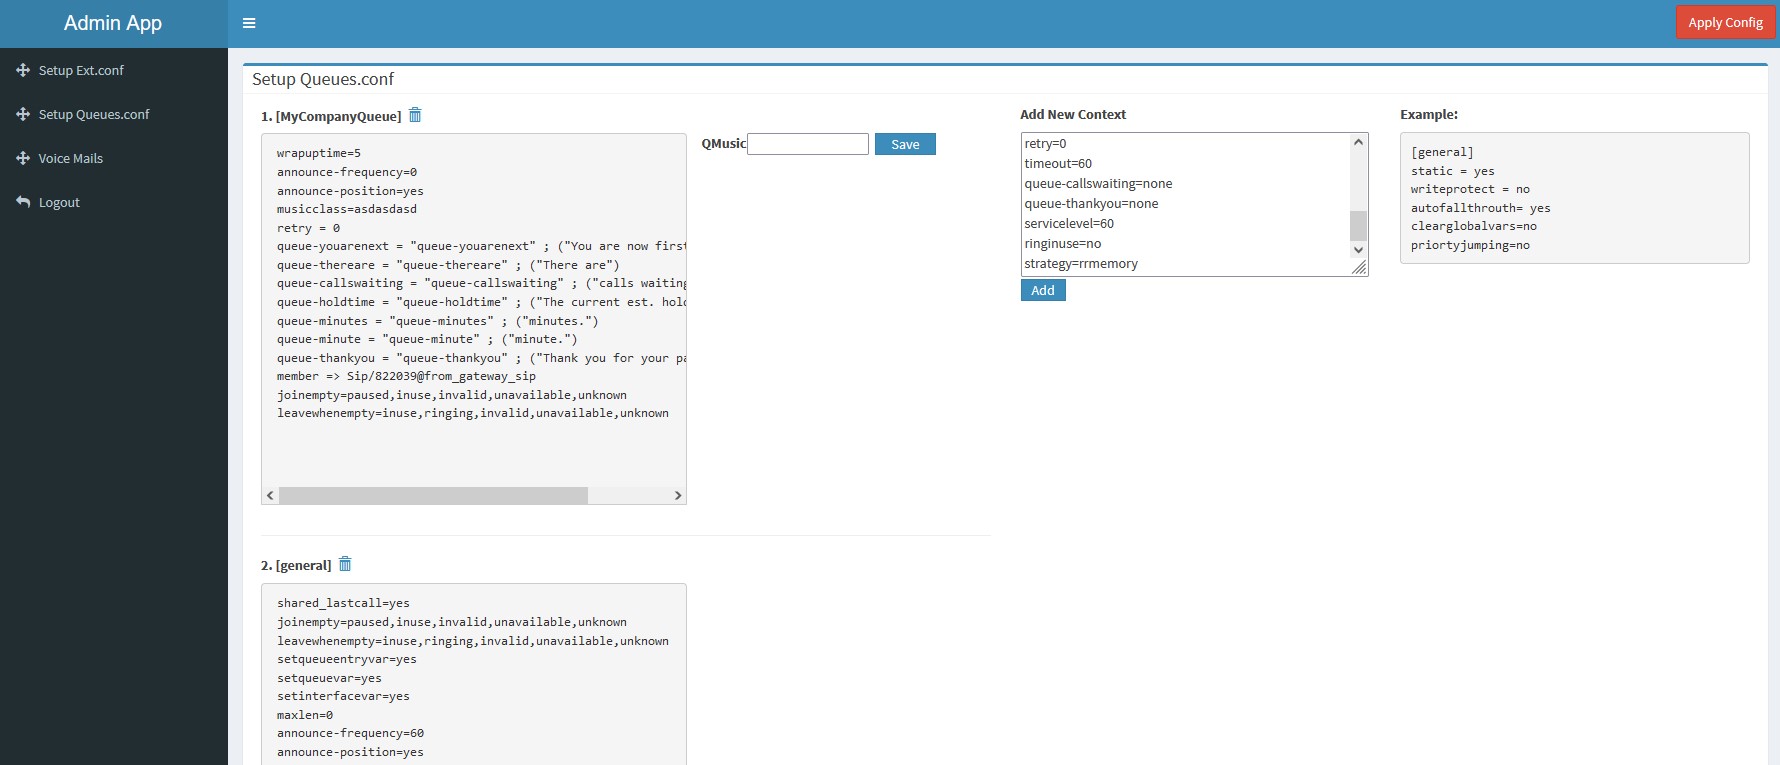 Admin App
Apply Config
Setup Ext.conf
Setup Queues.conf
Voice Mails
Logout
Setup Queues.conf
1. [MyCompanyQueue]
wrapuptime=5
announce-frequency=0
announce-position=yes
musicclass=asdasdasd
retry = 0
queue-youarenext = "queue-youarenext" ; ("You are now first
queue-thereare = "queue-thereare" ; ("There are")
queue-callswaiting = "queue-callswaiting" ; ("calls waiting
queue-holdtime = "queue-holdtime" ; ("The current est. hold
queue-minutes = "queue-minutes" ; ("minutes.")
queue-minute = "queue-minute" ; ("minute.")
queue-thankyou = "queue-thankyou" ; ("Thank you for your pa
member => Sip/822039@from_gateway_sip
joinempty=paused,inuse,invalid,unavailable,unknown
leavewhenempty=inuse,ringing,invalid,unavailable,unknown
QMusic
Save
2. [general]
shared_lastcall=yes
joinempty=paused,inuse,invalid,unavailable,unknown
leavewhenempty=inuse,ringing,invalid,unavailable,unknown
setqueueentryvar=yes
setqueuevar=yes
setinterfacevar=yes
maxlen=0
announce-frequency=60
announce-position=yes
Add New Context
retry=0
timeout=60
queue-callswaiting=none
queue-thankyou=none
servicelevel=60
ringinuse=no
strategy=rrmemory
Add
Example:
[general]
static = yes
writeprotect = no
autofallthrouth= yes
clearglobalvars=no
priortyjumping=no